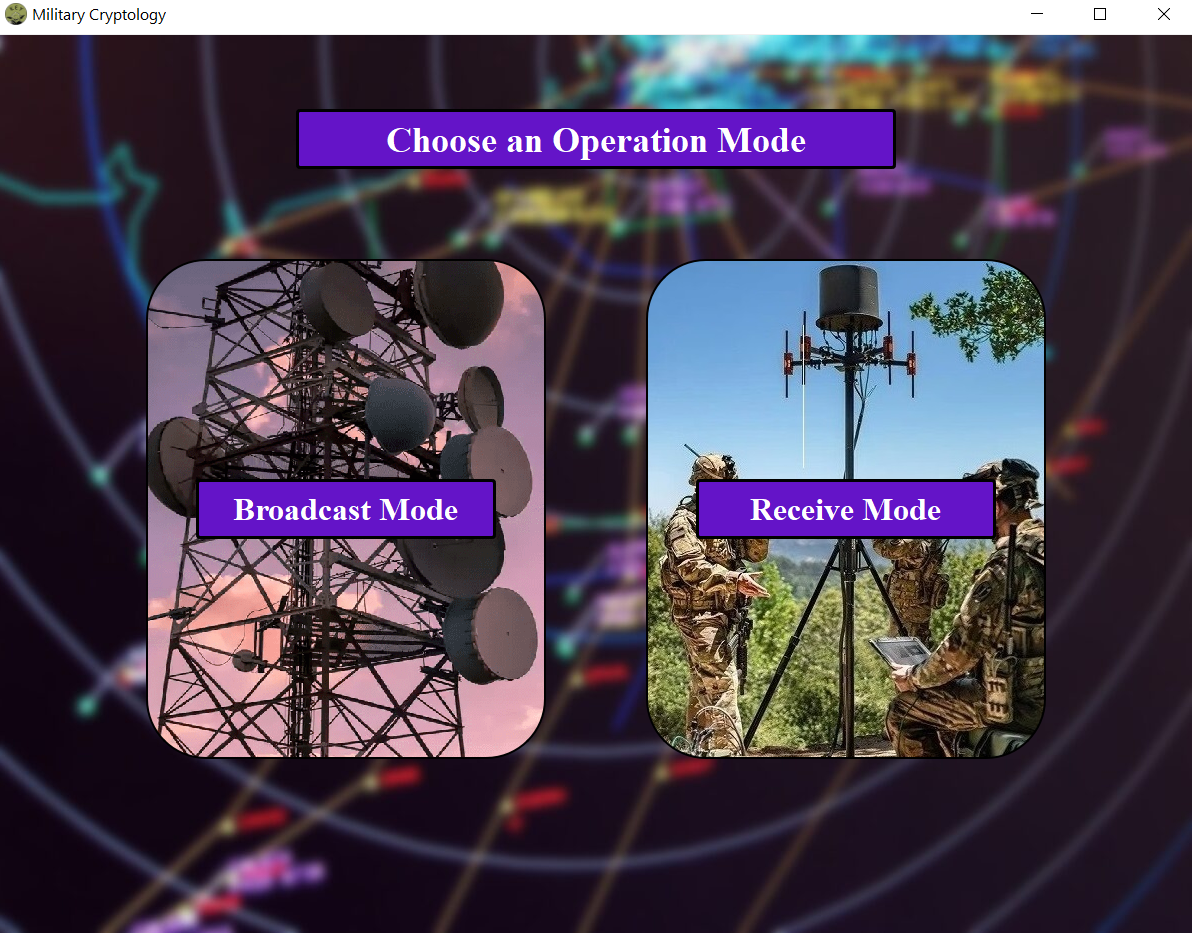 Military Cryptology
Choose an Operation Mode
Broadcast Mode
Receive Mode